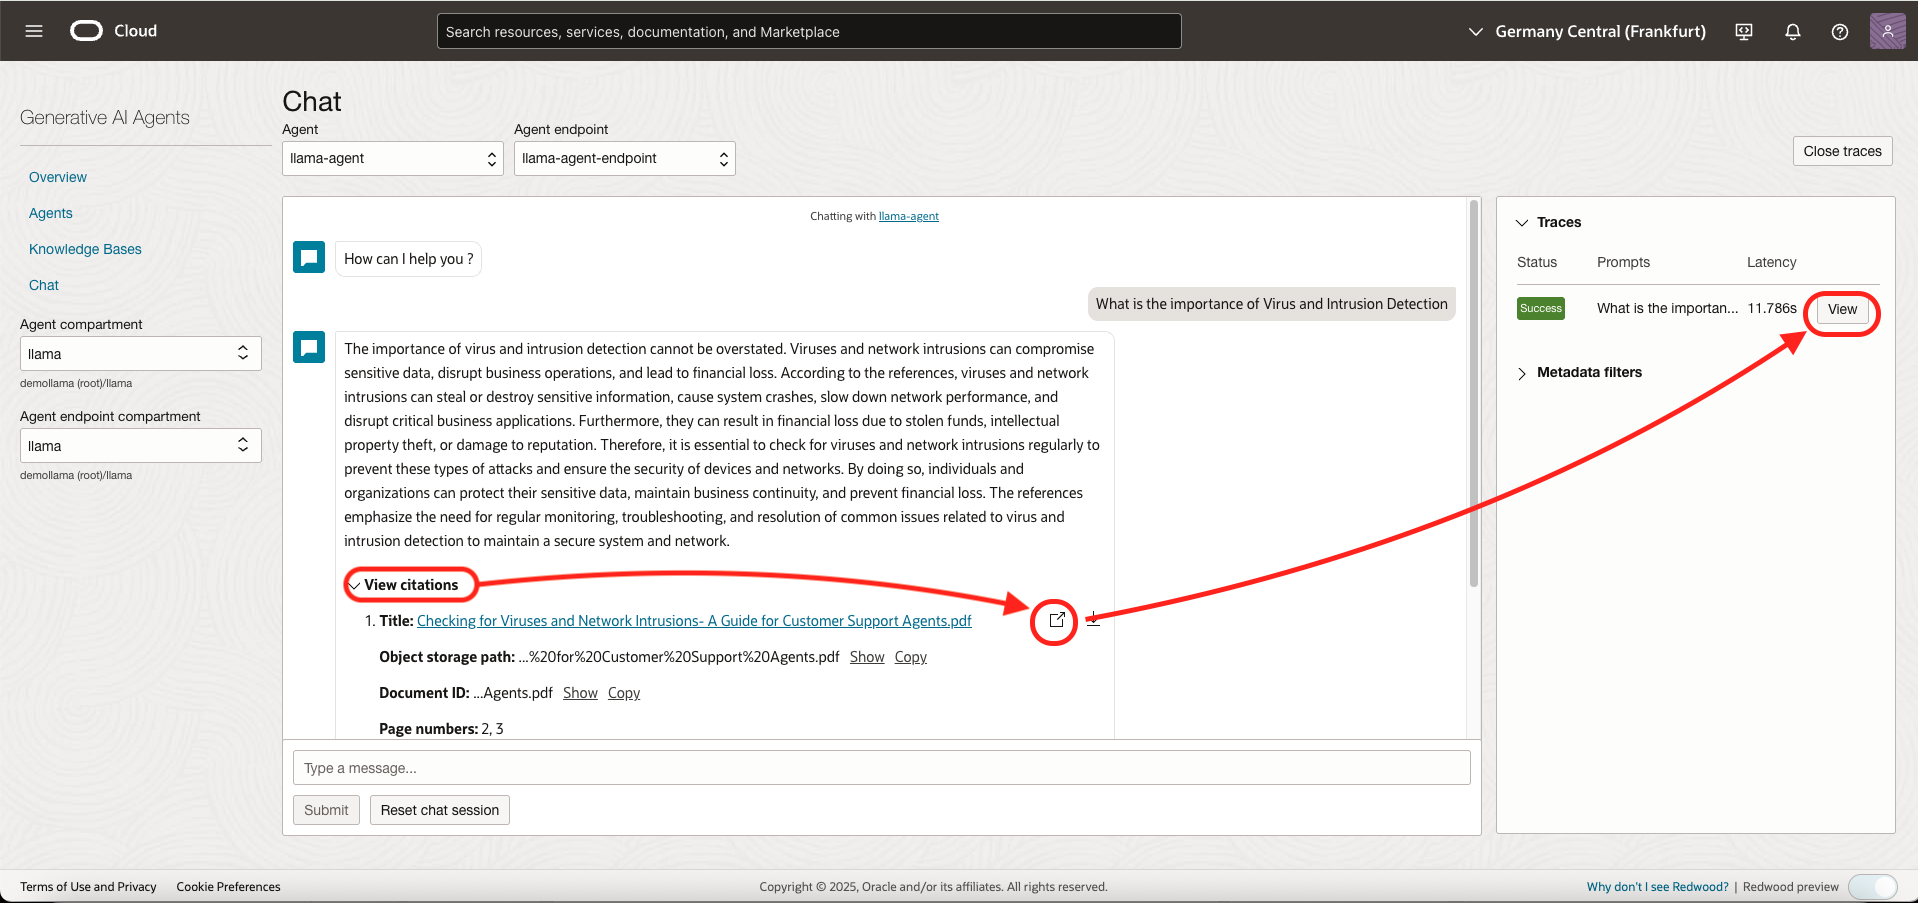 Cloud
Search resources, services, documentation, and Marketplace
Germany Central (Frankfurt)
Generative AI Agents
Overview
Agents
Knowledge Bases
Chat
Agent compartment
llama
demollama (root)/llama
Agent endpoint compartment
llama
demollama (root)/llama
Chat
Agent
Agent endpoint
llama-agent
llama-agent-endpoint
Close traces
Chatting with llama-agent
How can I help you ?
What is the importance of Virus and Intrusion Detection
The importance of virus and intrusion detection cannot be overstated. Viruses and network intrusions can compromise
sensitive data, disrupt business operations, and lead to financial loss. According to the references, viruses and network
intrusions can steal or destroy sensitive information, cause system crashes, slow down network performance, and
disrupt critical business applications. Furthermore, they can result in financial loss due to stolen funds, intellectual
property theft, or damage to reputation. Therefore, it is essential to check for viruses and network intrusions regularly to
prevent these types of attacks and ensure the security of devices and networks. By doing so, individuals and
organizations can protect their sensitive data, maintain business continuity, and prevent financial loss. The references
emphasize the need for regular monitoring, troubleshooting, and resolution of common issues related to virus and
intrusion detection to maintain a secure system and network.
View citations
1. Title: Checking for Viruses and Network Intrusions- A Guide for Customer Support Agents.pdf
Object storage path: ...%20for%20Customer%20Support%20Agents.pdf Show Copy
Document ID: ...Agents.pdf Show Copy
Page numbers: 2, 3
Type a message...
Submit
Reset chat session
Traces
Status Prompts Latency
Success What is the importan... 11.786s View
Metadata filters
Terms of Use and Privacy
Cookie Preferences
Copyright © 2025, Oracle and/or its affiliates. All rights reserved.
Why don't I see Redwood? | Redwood preview